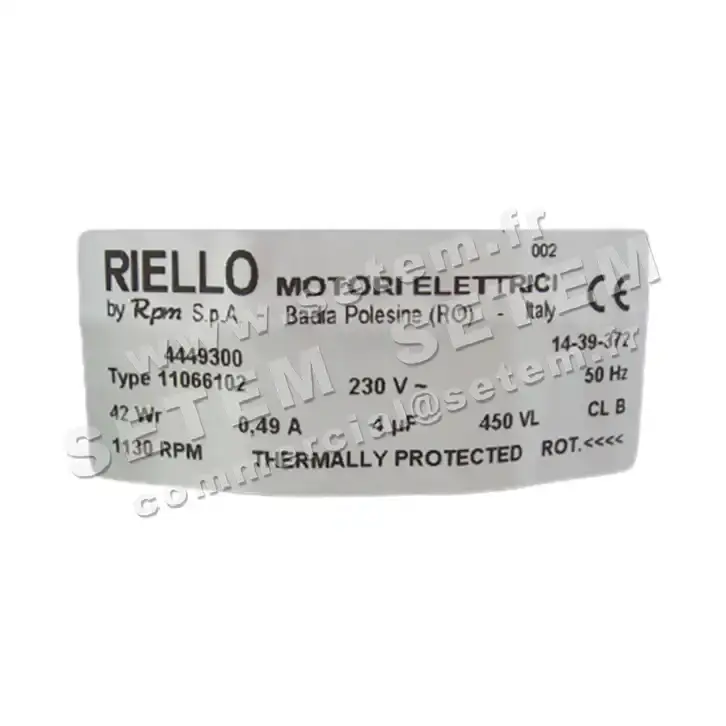 002
RIELLO MOTORI ELETTRICI CE
by Rpm S.p.A. - Badia Polesine (RO) - Italy
4449300 14-39-372
Type 11066102 230 V~ 50 Hz
42 Wr 0,49 A 4 µF 450 VL CL B
1130 RPM THERMALLY PROTECTED ROT.<<<<
www.setem.fr
SETEM SETEM
commercial@setem.fr